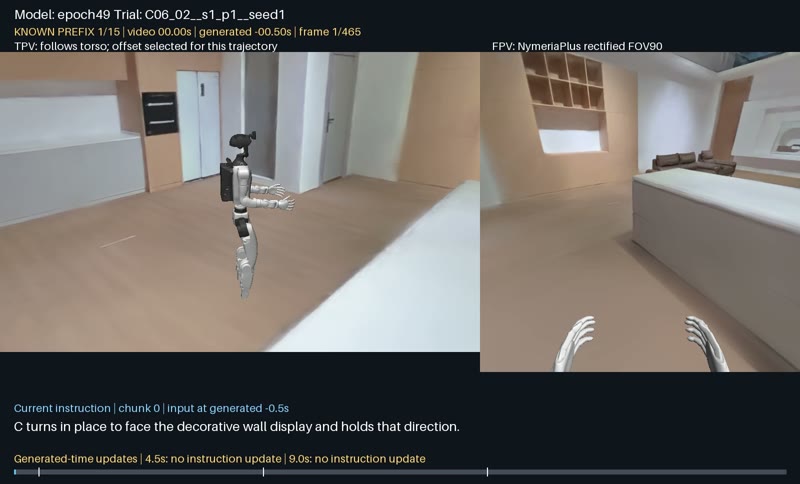 Model: epoch49 Trial: C06_02__s1_p1__seed1
KNOWN PREFIX 1/15 | video 00.00s | generated -00.50s | frame 1/465
TPV: follows torso; offset selected for this trajectory
FPV: NymeriaPlus rectified FOV90
Current instruction | chunk 0 | input at generated -0.5s
C turns in place to face the decorative wall display and holds that direction.
Generated-time updates | 4.5s: no instruction update | 9.0s: no instruction update